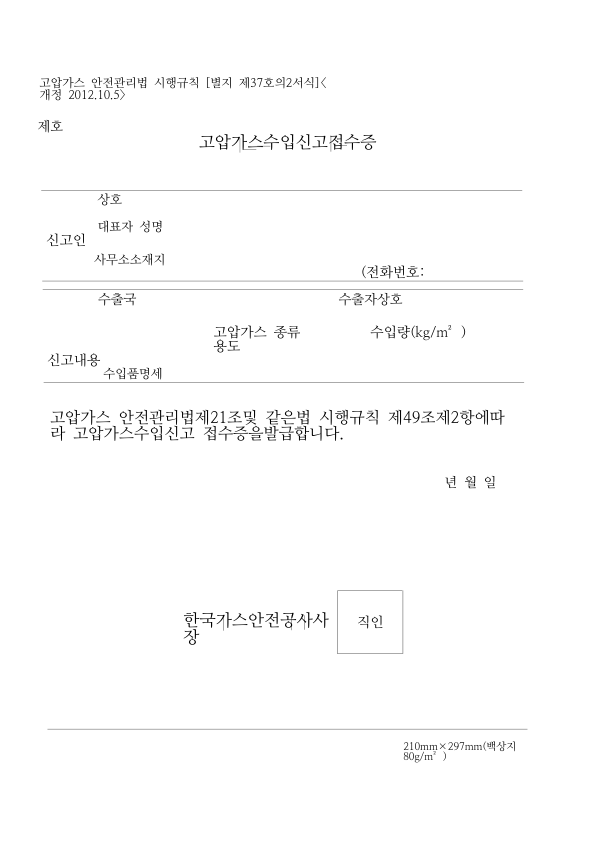 고압가스 안전관리법 시행규칙 [별지 제37호의2서식]<
개정 2012.10.5>
제호
고압가스수입신고접수증
상호
대표자 성명
신고인
사무소소재지
(전화번호:
수출국 수출자상호
고압가스 종류 수입량(kg/m² )
용도
신고내용
수입품명세
고압가스 안전관리법제21조및 같은법 시행규칙 제49조제2항에따
라 고압가스수입신고 접수증을발급합니다.
년 월 일
한국가스안전공사사
장
직인
210mm×297mm(백상지
80g/m² )